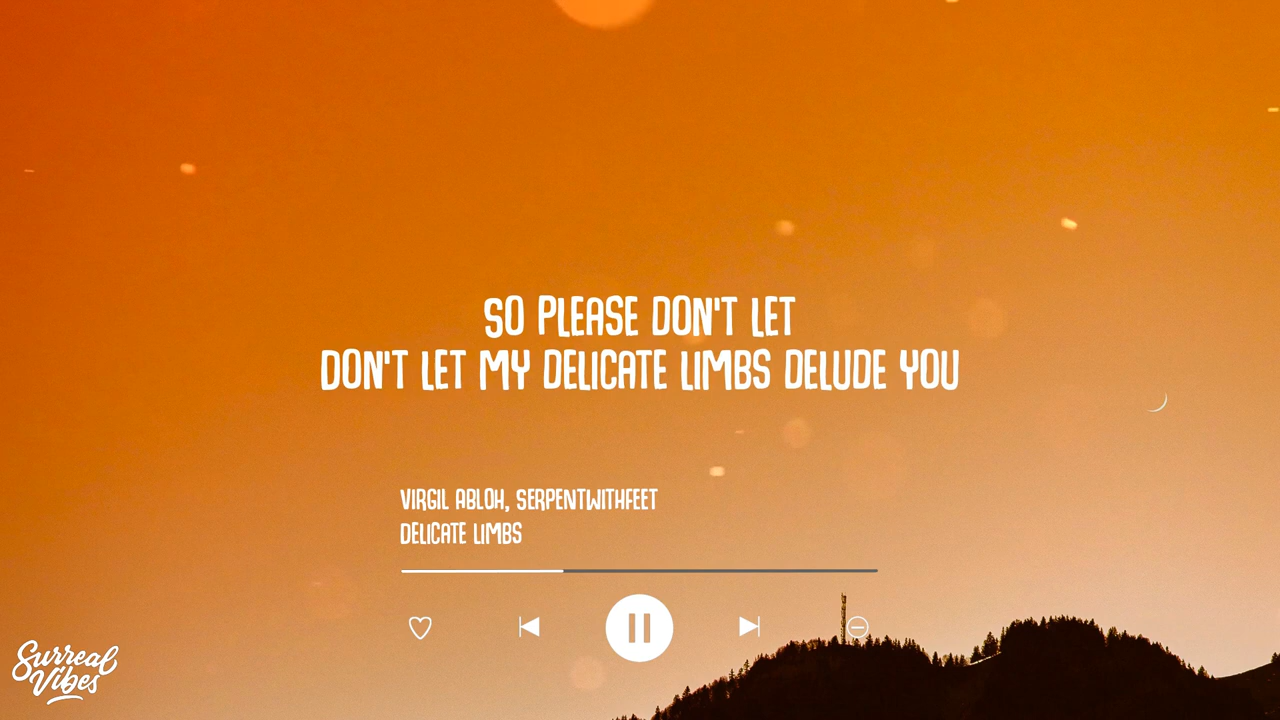 SO PLEASE DON'T LET
DON'T LET MY DELICATE LIMBS DELUDE YOU
VIRGIL ABLOH, SERPENTWITHFEET
DELICATE LIMBS
Surreal
Vibes